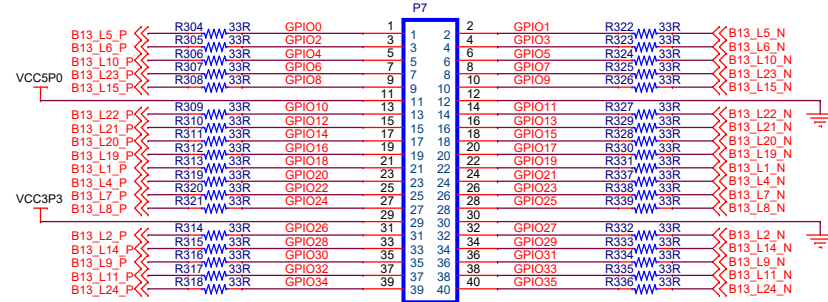 P7
B13_L5_P R304 33R GPIO0 1 1 2 2 GPIO1 R322 33R B13_L5_N
B13_L6_P R305 33R GPIO2 3 3 4 4 GPIO3 R323 33R B13_L6_N
B13_L10_P R306 33R GPIO4 5 5 6 6 GPIO5 R324 33R B13_L10_N
B13_L23_P R307 33R GPIO6 7 7 8 8 GPIO7 R325 33R B13_L23_N
B13_L15_P R308 33R GPIO8 9 9 10 10 GPIO9 R326 33R B13_L15_N
VCC5P0 11 11 12 12
B13_L22_P R309 33R GPIO10 13 13 14 14 GPIO11 R327 33R B13_L22_N
B13_L21_P R310 33R GPIO12 15 15 16 16 GPIO13 R329 33R B13_L21_N
B13_L20_P R311 33R GPIO14 17 17 18 18 GPIO15 R328 33R B13_L20_N
B13_L19_P R312 33R GPIO16 19 19 20 20 GPIO17 R330 33R B13_L19_N
B13_L1_P R313 33R GPIO18 21 21 22 22 GPIO19 R331 33R B13_L1_N
B13_L4_P R319 33R GPIO20 23 23 24 24 GPIO21 R337 33R B13_L4_N
B13_L7_P R320 33R GPIO22 25 25 26 26 GPIO23 R338 33R B13_L7_N
B13_L8_P R321 33R GPIO24 27 27 28 28 GPIO25 R339 33R B13_L8_N
VCC3P3 29 29 30 30
B13_L2_P R314 33R GPIO26 31 31 32 32 GPIO27 R332 33R B13_L2_N
B13_L14_P R315 33R GPIO28 33 33 34 34 GPIO29 R333 33R B13_L14_N
B13_L9_P R316 33R GPIO30 35 35 36 36 GPIO31 R334 33R B13_L9_N
B13_L11_P R317 33R GPIO32 37 37 38 38 GPIO33 R335 33R B13_L11_N
B13_L24_P R318 33R GPIO34 39 39 40 40 GPIO35 R336 33R B13_L24_N